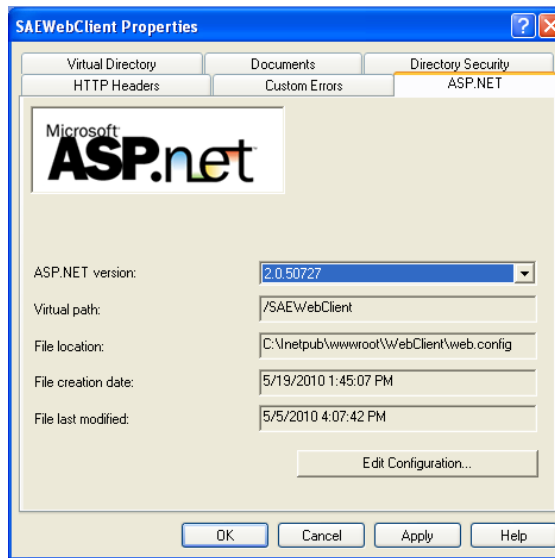 SAEWebClient Properties
Virtual Directory Documents Directory Security
HTTP Headers Custom Errors ASP.NET
Microsoft
ASP.net
ASP.NET version: 2.0.50727
Virtual path: /SAEWebClient
File location: C:\Inetpub\wwwroot\WebClient\web.config
File creation date: 5/19/2010 1:45:07 PM
File last modified: 5/5/2010 4:07:42 PM
Edit Configuration...
OK Cancel Apply Help